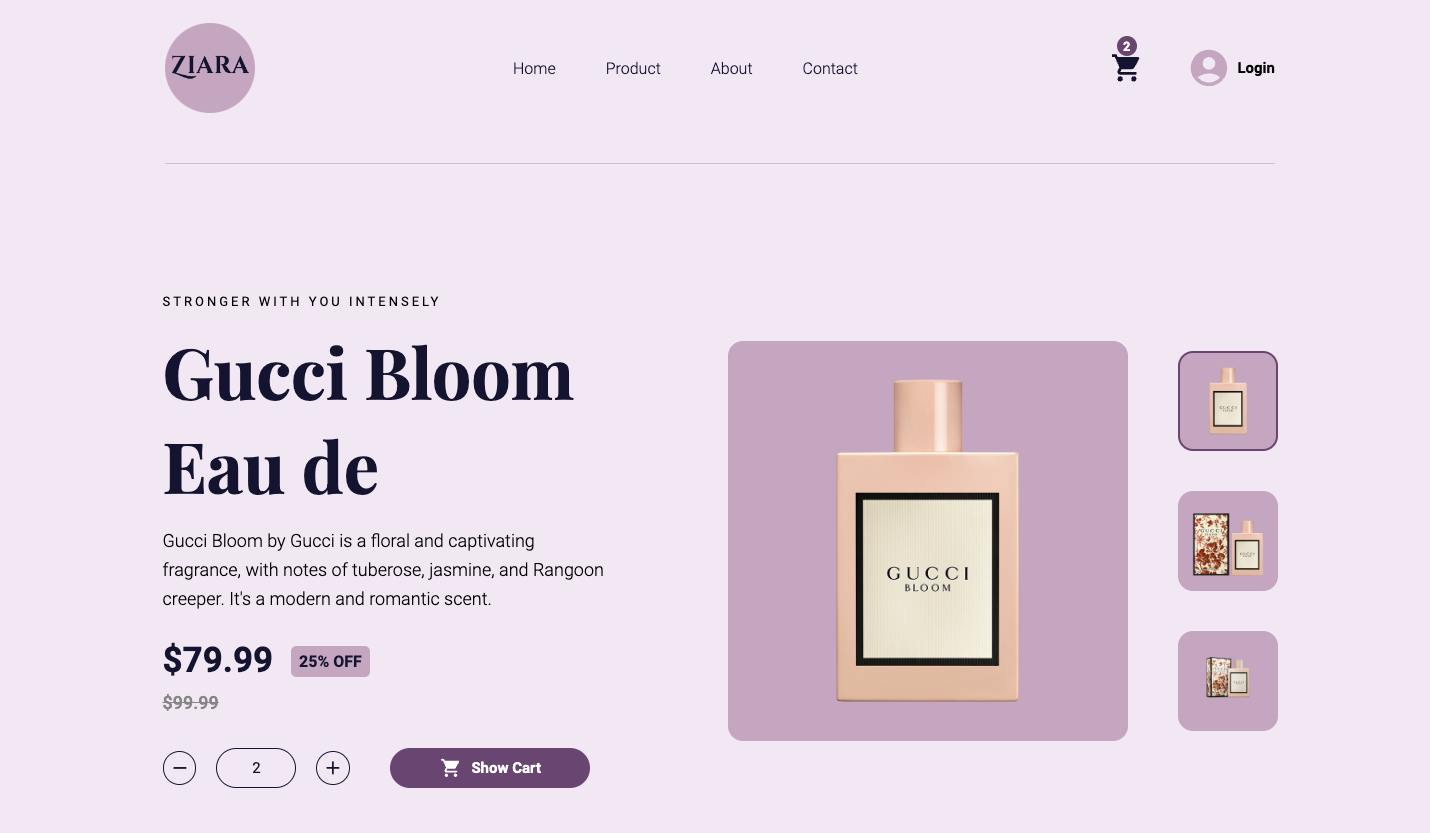 ZIARA
Home
Product
About
Contact
2
Login
STRONGER WITH YOU INTENSELY
Gucci Bloom
Eau de
Gucci Bloom by Gucci is a floral and captivating
fragrance, with notes of tuberose, jasmine, and Rangoon
creeper. It's a modern and romantic scent.
$79.99
25% OFF
$99.99
2
Show Cart
GUCCI
BLOOM